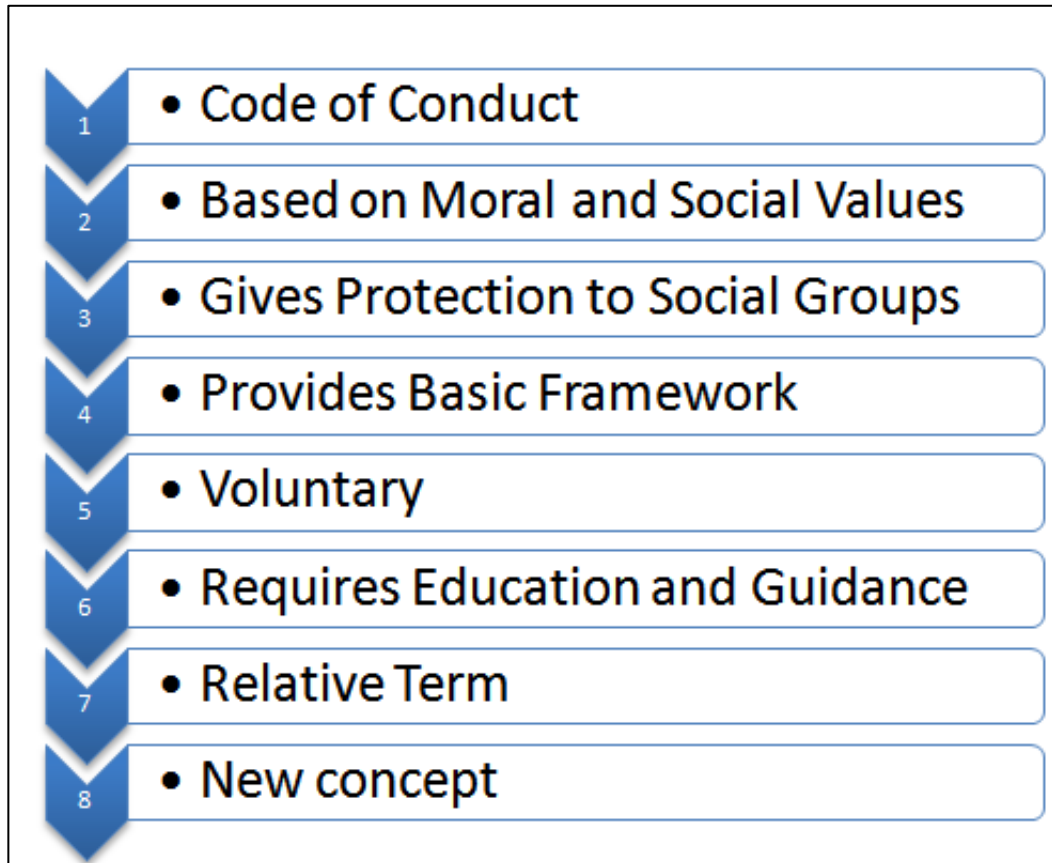 1 • Code of Conduct
2 • Based on Moral and Social Values
3 • Gives Protection to Social Groups
4 • Provides Basic Framework
5 • Voluntary
6 • Requires Education and Guidance
7 • Relative Term
8 • New concept